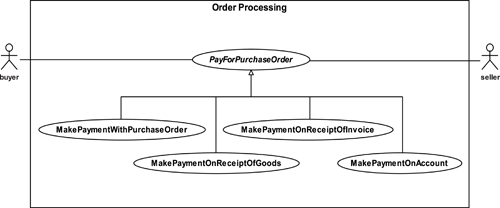 Order Processing
PayForPurchaseOrder
buyer
seller
MakePaymentWithPurchaseOrder
MakePaymentOnReceiptOfInvoice
MakePaymentOnReceiptOfGoods
MakePaymentOnAccount